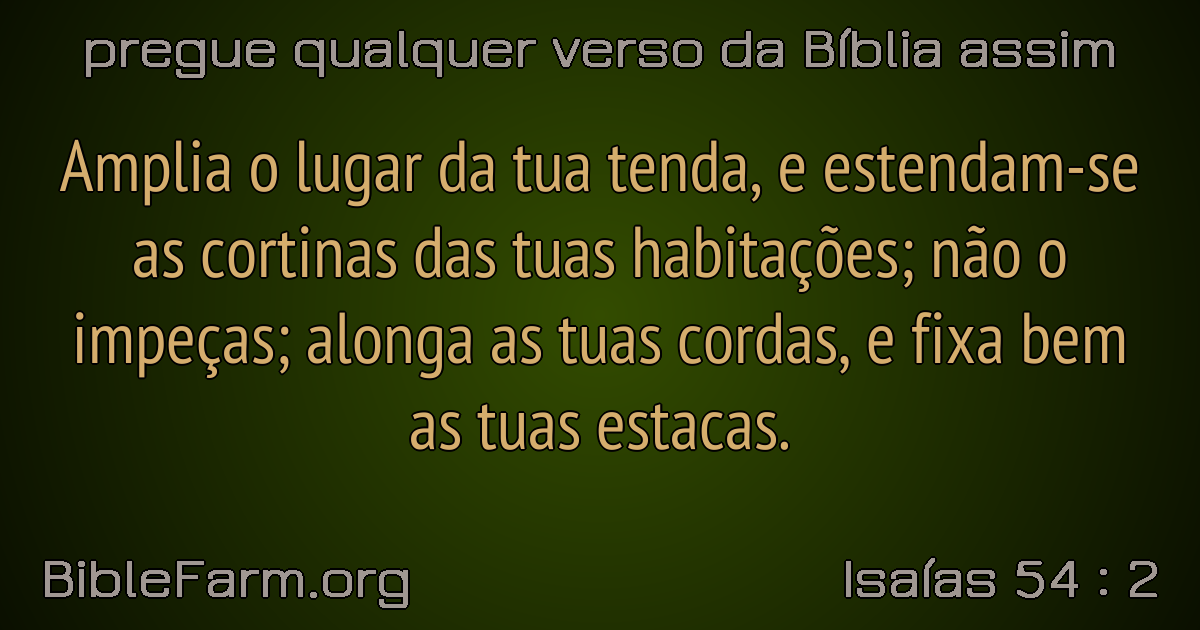 pregue qualquer verso da Bíblia assim
Amplia o lugar da tua tenda, e estendam-se
as cortinas das tuas habitações; não o
impeças; alonga as tuas cordas, e fixa bem
as tuas estacas.
BibleFarm.org
Isaías 54 : 2